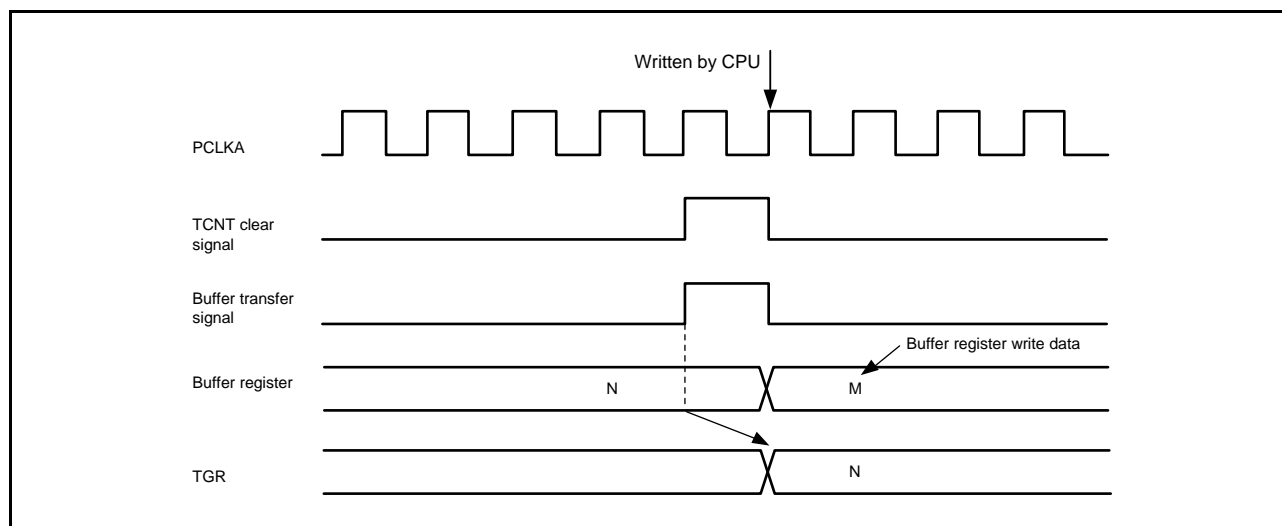 Written by CPU
PCLKA
TCNT clear
signal
Buffer transfer
signal
Buffer register write data
Buffer register
N
M
TGR
N